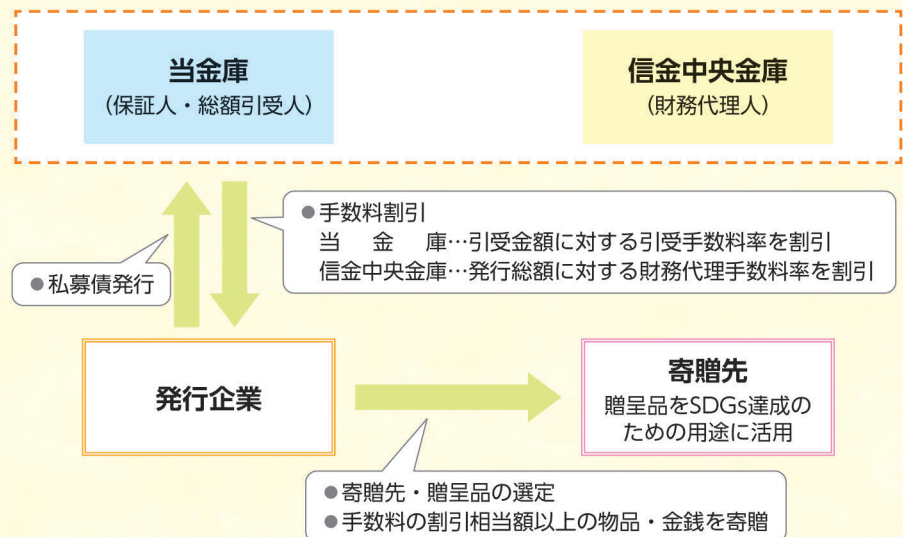 当金庫
（保証人・総額引受人）
信金中央金庫
（財務代理人）
●手数料割引
当金庫…引受金額に対する引受手数料率を割引
信金中央金庫…発行総額に対する財務代理手数料率を割引
●私募債発行
発行企業
寄贈先
贈呈品をSDGs達成の
ための用途に活用
●寄贈先・贈呈品の選定
●手数料の割引相当額以上の物品・金銭を寄贈